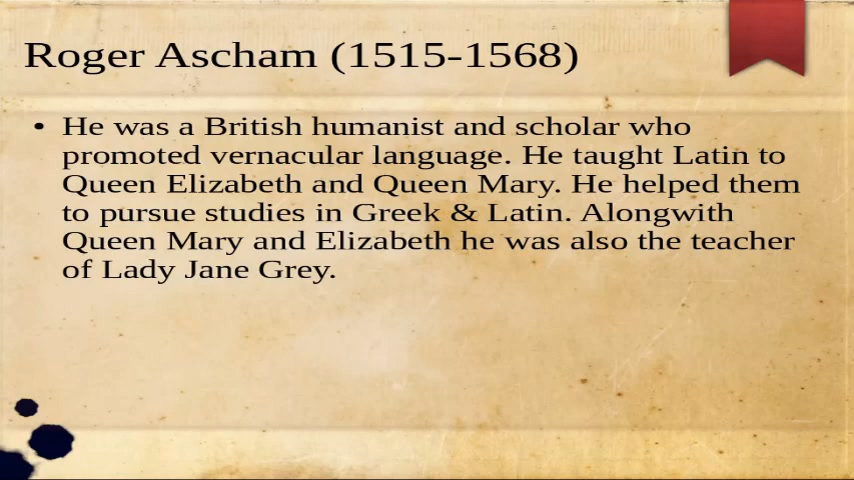 Roger Ascham (1515-1568)
• He was a British humanist and scholar who
promoted vernacular language. He taught Latin to
Queen Elizabeth and Queen Mary. He helped them
to pursue studies in Greek & Latin. Alongwith
Queen Mary and Elizabeth he was also the teacher
of Lady Jane Grey.